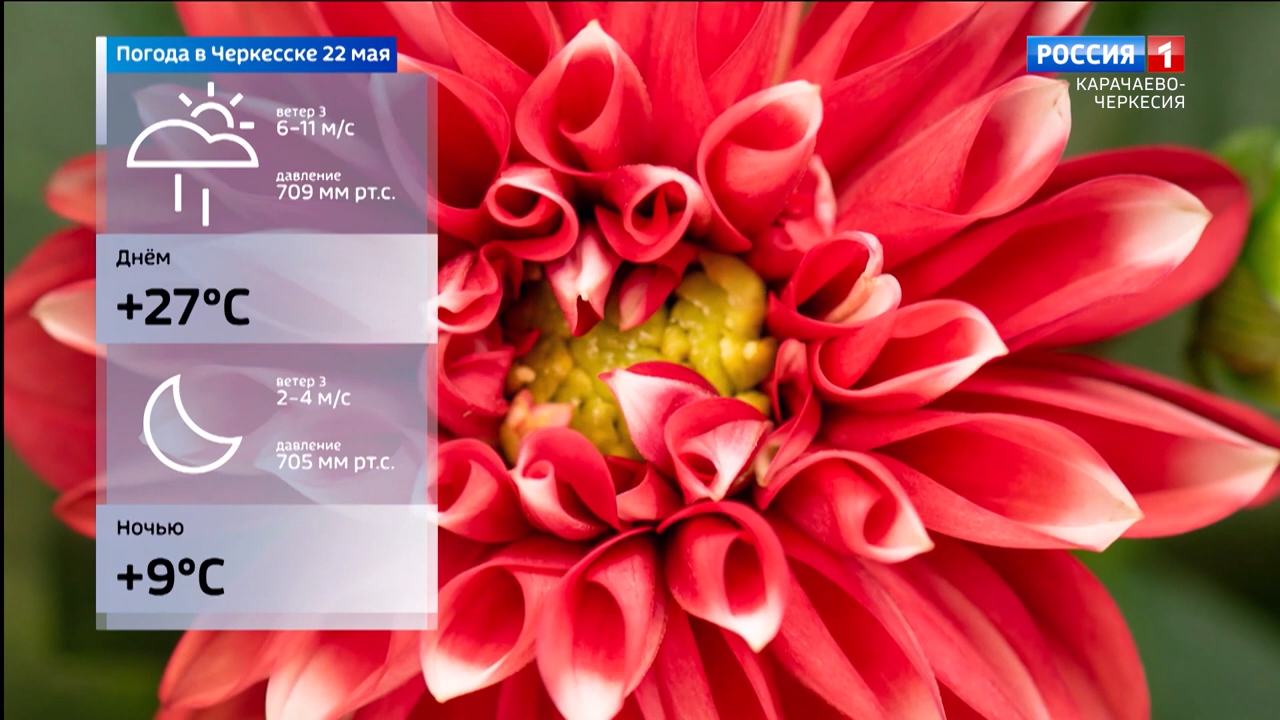 Погода в Черкесске 22 мая
РОССИЯ 1
КАРАЧАЕВО-
ЧЕРКЕСИЯ
ветер З
6–11 м/с
давление
709 мм рт.с.
Днём
+27°C
ветер З
2–4 м/с
давление
705 мм рт.с.
Ночью
+9°C